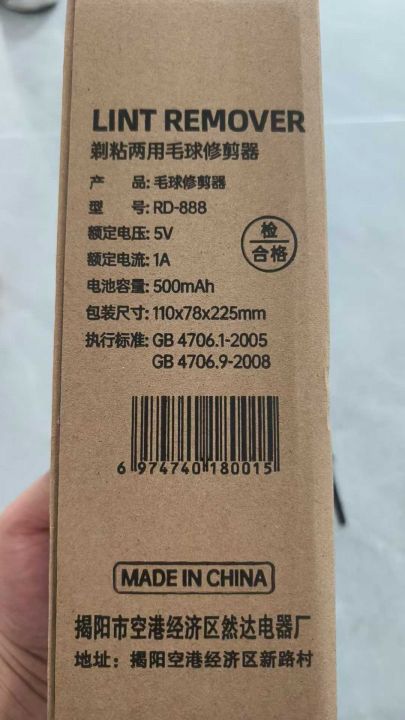 LINT REMOVER
剃粘两用毛球修剪器
产 品: 毛球修剪器
型 号: RD-888
额定电压: 5V
额定电流: 1A
检
合格
电池容量: 500mAh
包装尺寸: 110x78x225mm
执行标准: GB 4706.1-2005
GB 4706.9-2008
6 974740 180015
MADE IN CHINA
揭阳市空港经济区然达电器厂
地址: 揭阳空港经济区新路村